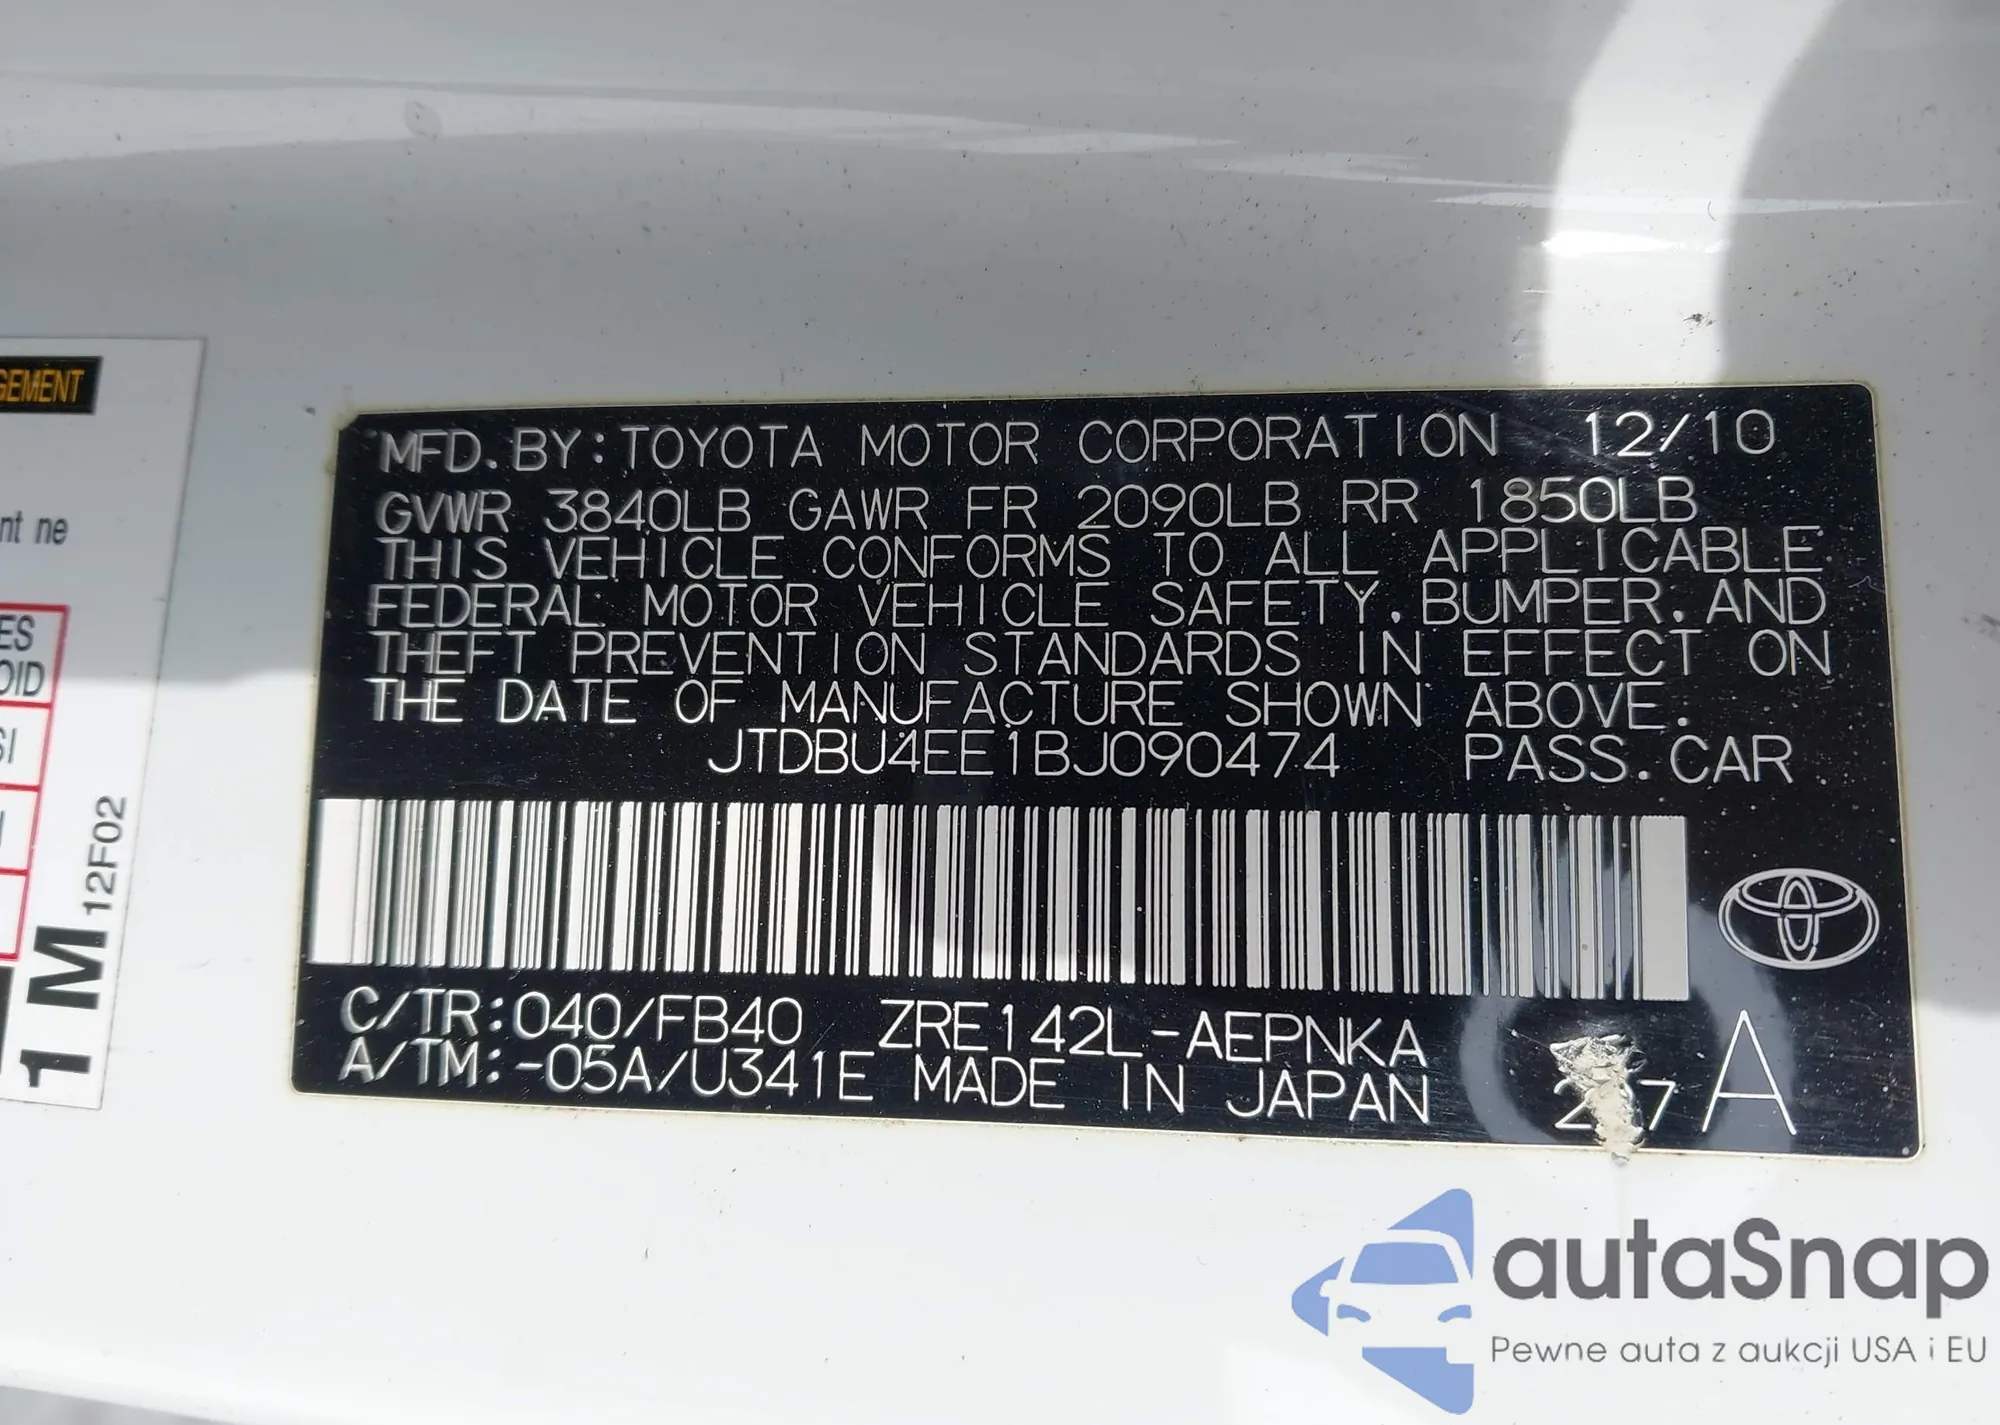 GEMENT
nt ne
ES
OID
SI
1 M 12F02
MFD. BY: TOYOTA MOTOR CORPORATION 12/10
GVWR 3840LB GAWR FR 2090LB RR 1850LB
THIS VEHICLE CONFORMS TO ALL APPLICABLE
FEDERAL MOTOR VEHICLE SAFETY, BUMPER, AND
THEFT PREVENTION STANDARDS IN EFFECT ON
THE DATE OF MANUFACTURE SHOWN ABOVE.
JTDBU4EE1BJ090474 PASS. CAR
C/TR: 040/FB40 ZRE142L-AEPNKA
A/TM: -05A/U341E MADE IN JAPAN A
autaSnap
Pewne auta z aukcji USA i EU